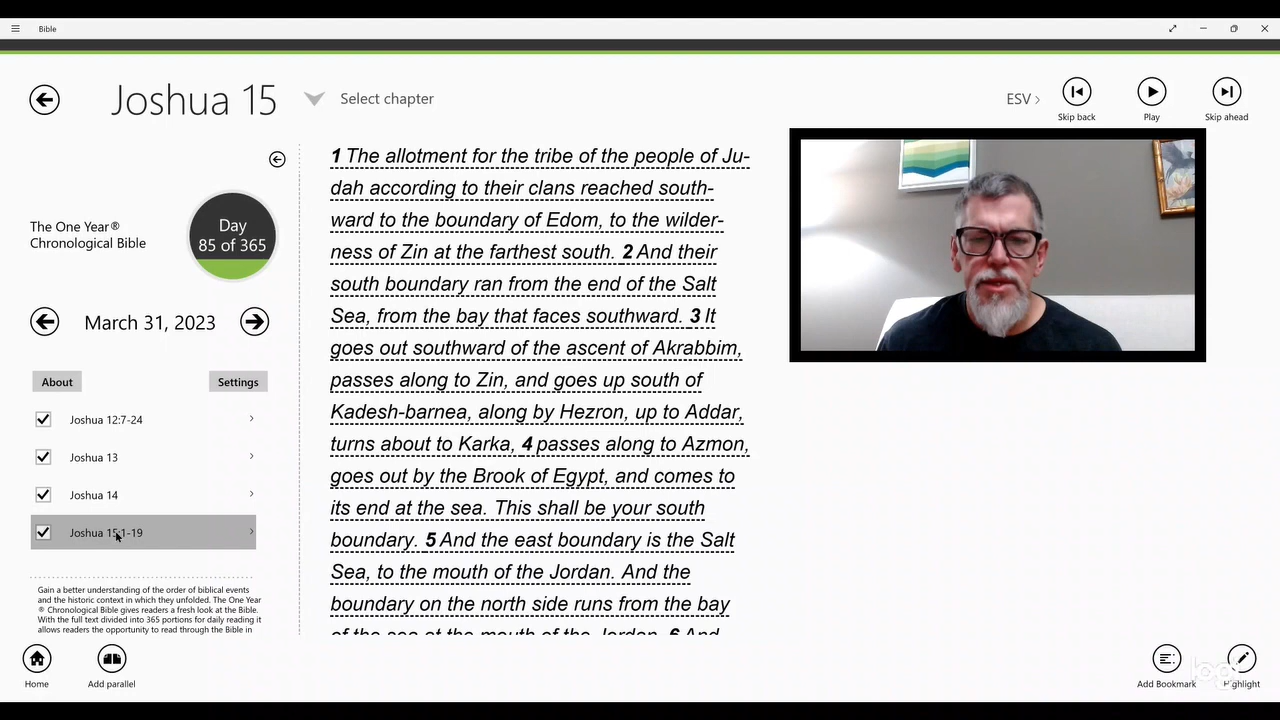 Bible
Joshua 15
Select chapter
ESV
Skip back
Play
Skip ahead
The One Year®
Chronological Bible
Day
85 of 365
March 31, 2023
About
Settings
Joshua 12:7-24
Joshua 13
Joshua 14
Joshua 15:1-19
Gain a better understanding of the order of biblical events
and the historic context in which they unfolded. The One Year
® Chronological Bible gives readers a fresh look at the Bible.
With the full text divided into 365 portions for daily reading it
allows readers the opportunity to read through the Bible in
1 The allotment for the tribe of the people of Ju-
dah according to their clans reached south-
ward to the boundary of Edom, to the wilder-
ness of Zin at the farthest south. 2 And their
south boundary ran from the end of the Salt
Sea, from the bay that faces southward. 3 It
goes out southward of the ascent of Akrabbim,
passes along to Zin, and goes up south of
Kadesh-barnea, along by Hezron, up to Addar,
turns about to Karka, 4 passes along to Azmon,
goes out by the Brook of Egypt, and comes to
its end at the sea. This shall be your south
boundary. 5 And the east boundary is the Salt
Sea, to the mouth of the Jordan. And the
boundary on the north side runs from the bay
of the sea at the mouth of the Jordan. 6 And
Home
Add parallel
Add Bookmark
Highlight
logi